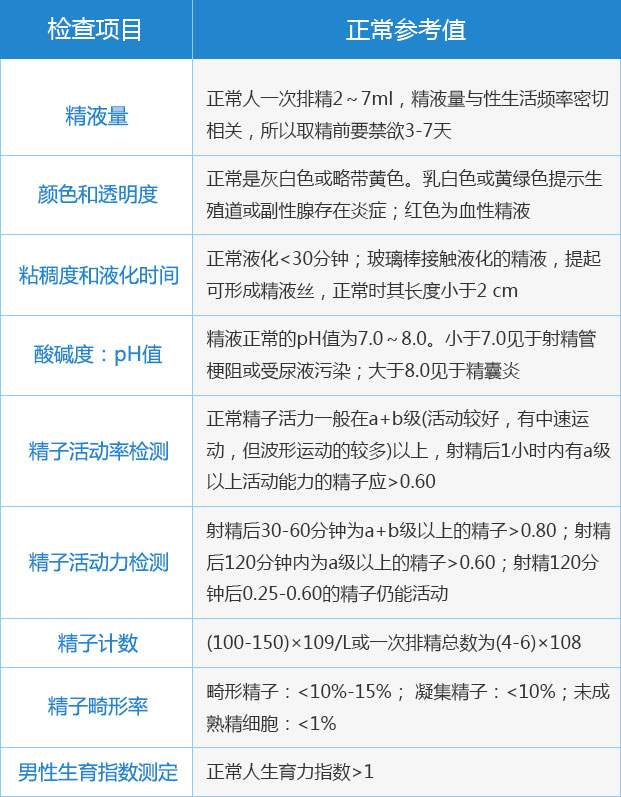 检查项目
正常参考值
精液量
正常人一次排精2～7ml，精液量与性生活频率密切
相关，所以取精前要禁欲3-7天
颜色和透明度
正常是灰白色或略带黄色。乳白色或黄绿色提示生
殖道或副性腺存在炎症；红色为血性精液
粘稠度和液化时间
正常液化<30分钟；玻璃棒接触液化的精液，提起
可形成精液丝，正常时其长度小于2 cm
酸碱度：pH值
精液正常的pH值为7.0～8.0。小于7.0见于射精管
梗阻或受尿液污染；大于8.0见于精囊炎
精子活动率检测
正常精子活力一般在a+b级(活动较好，有中速运
动，但波形运动的较多)以上，射精后1小时内有a级
以上活动能力的精子应>0.60
精子活动力检测
射精后30-60分钟为a+b级以上的精子>0.80；射精
后120分钟内为a级以上的精子>0.60；射精120分
钟后0.25-0.60的精子仍能活动
精子计数
(100-150)×109/L或一次排精总数为(4-6)×108
精子畸形率
畸形精子：<10%-15%； 凝集精子：<10%；未成
熟精细胞：<1%
男性生育指数测定
正常人生育力指数>1